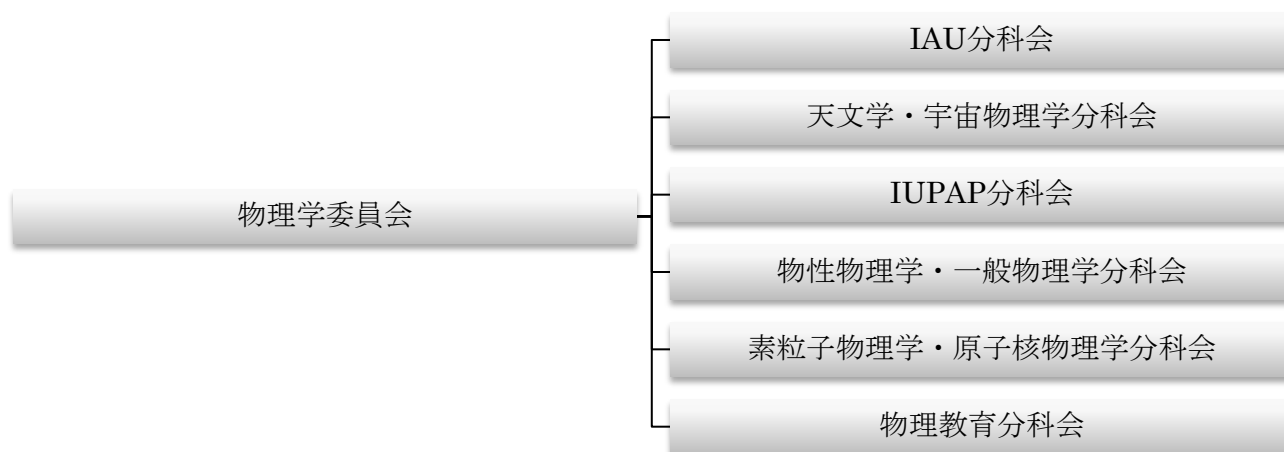 物理学委員会
IAU分科会
天文学・宇宙物理学分科会
IUPAP分科会
物性物理学・一般物理学分科会
素粒子物理学・原子核物理学分科会
物理教育分科会